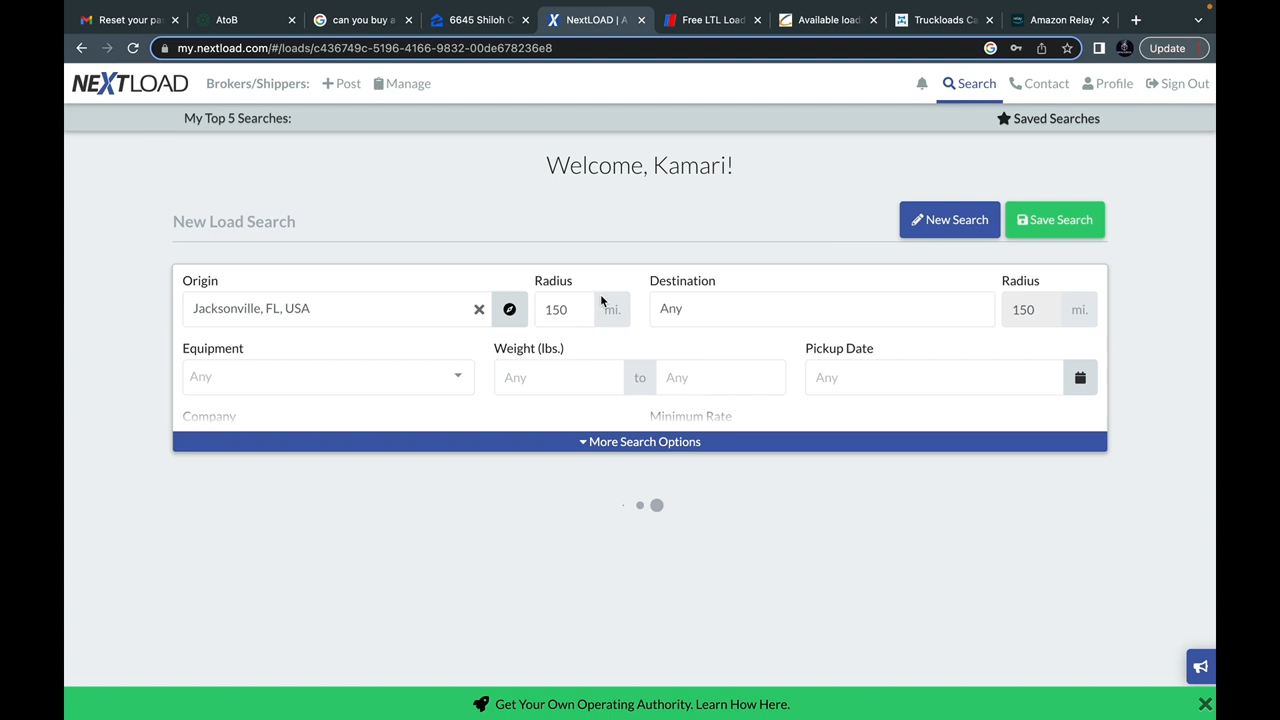 Reset your pa
AtoB
can you buy a
6645 Shiloh C
NextLOAD | A
Free LTL Load
Available load
Truckloads Ca
Amazon Relay
my.nextload.com/#/loads/c436749c-5196-4166-9832-00de678236e8
Update
NEXTLOAD Brokers/Shippers: Post Manage Search Contact Profile Sign Out
My Top 5 Searches: Saved Searches
Welcome, Kamari!
New Load Search New Search Save Search
Origin Radius Destination Radius
Jacksonville, FL, USA 150 mi. Any 150 mi.
Equipment Weight (lbs.) Pickup Date
Any Any to Any Any
Company Minimum Rate
More Search Options
Get Your Own Operating Authority. Learn How Here.